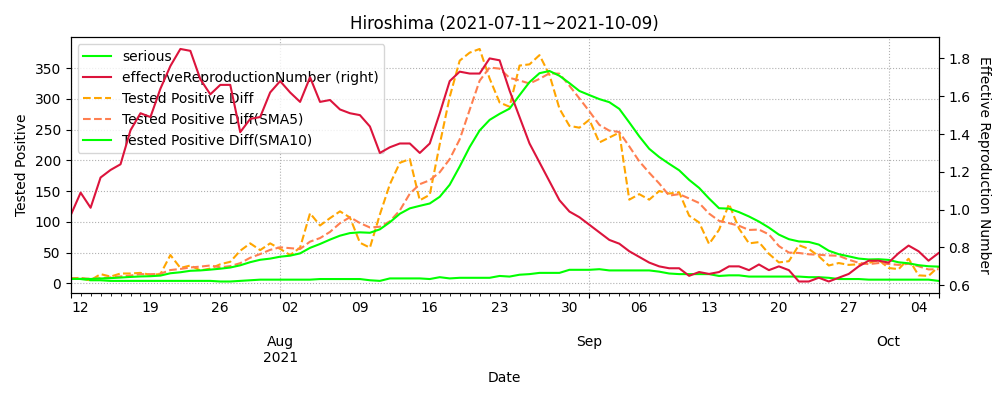 Hiroshima (2021-07-11~2021-10-09)
serious
effectiveReproductionNumber (right)
Tested Positive Diff
Tested Positive Diff(SMA5)
Tested Positive Diff(SMA10)
Tested Positive
350
300
250
200
150
100
50
0
Effective Reproductive Number
1.8
1.6
1.4
1.2
1.0
0.8
0.6
12 19 26 02 09 16 23 30 06 13 20 27 04
Aug Sep Oct
2021
Date